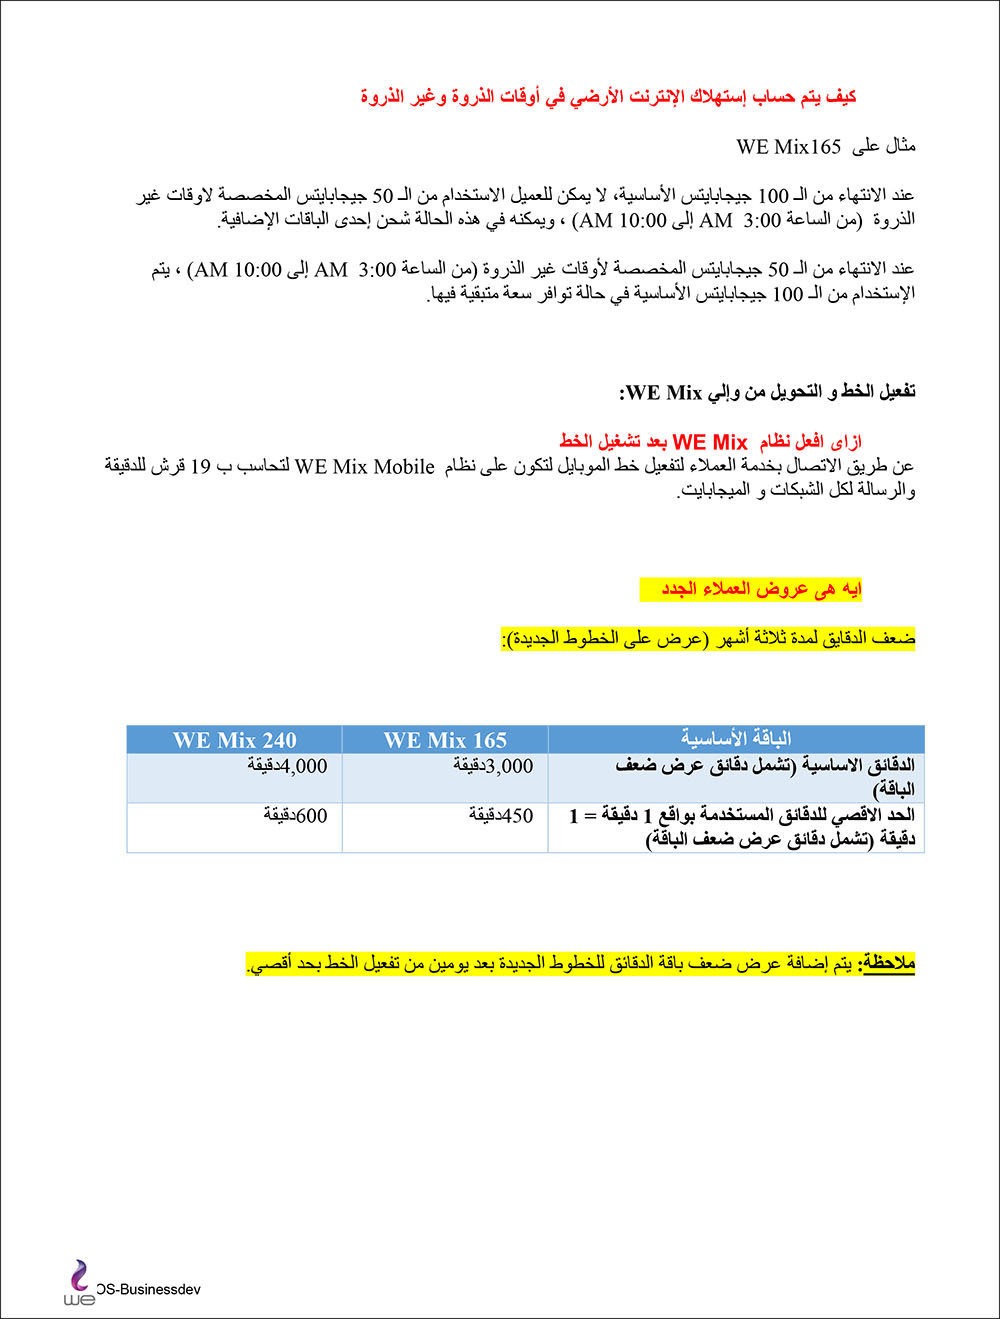 كيف يتم حساب إستهلاك الإنترنت الأرضي في أوقات الذروة وغير الذروة
مثال على WE Mix165
عند الانتهاء من الـ 100 جيجابايتس الأساسية، لا يمكن للعميل الاستخدام من الـ 50 جيجابايتس المخصصة لاوقات غير
الذروة (من الساعة 3:00 AM إلى 10:00 AM) ، ويمكنه في هذه الحالة شحن إحدى الباقات الإضافية.
عند الانتهاء من الـ 50 جيجابايتس المخصصة لأوقات غير الذروة (من الساعة 3:00 AM إلى 10:00 AM) ، يتم
الإستخدام من الـ 100 جيجابايتس الأساسية في حالة توافر سعة متبقية فيها.
تفعيل الخط و التحويل من وإلي WE Mix:
ازاى افعل نظام WE Mix بعد تشغيل الخط
عن طريق الاتصال بخدمة العملاء لتفعيل خط الموبايل لتكون على نظام WE Mix Mobile لتحاسب ب 19 قرش للدقيقة
والرسالة لكل الشبكات و الميجابايت.
ايه هى عروض العملاء الجدد
ضعف الدقايق لمدة ثلاثة أشهر (عرض على الخطوط الجديدة):
الباقة الأساسية WE Mix 165 WE Mix 240
الدقائق الاساسية (تشمل دقائق عرض ضعف 3,000دقيقة 4,000دقيقة
الباقة)
الحد الاقصي للدقائق المستخدمة بواقع 1 دقيقة = 1 450دقيقة 600دقيقة
دقيقة (تشمل دقائق عرض ضعف الباقة)
ملاحظة: يتم إضافة عرض ضعف باقة الدقائق للخطوط الجديدة بعد يومين من تفعيل الخط بحد أقصي.
we OS-Businessdev